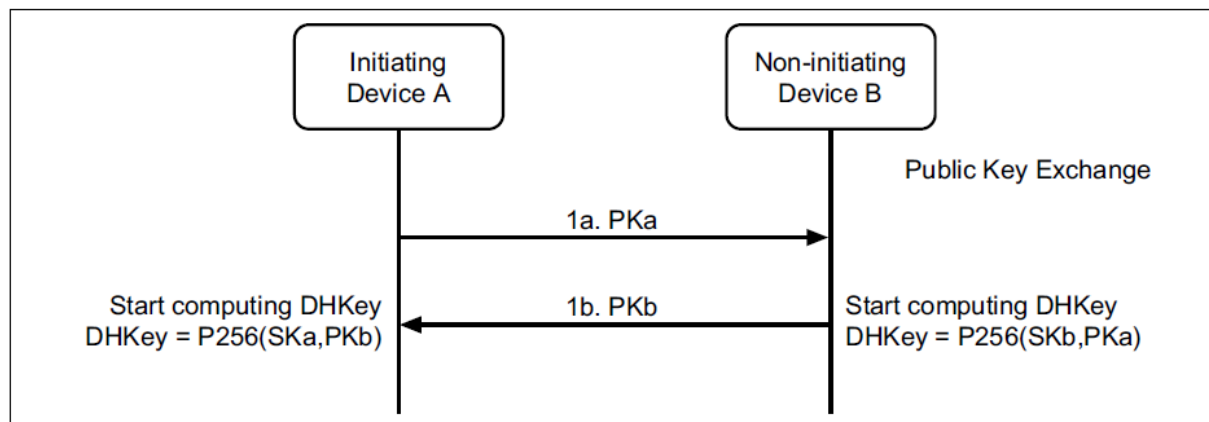 Initiating
Device A
Non-initiating
Device B
Public Key Exchange
1a. PKa
Start computing DHKey
DHKey = P256(SKa,PKb)
1b. PKb
Start computing DHKey
DHKey = P256(SKb,PKa)